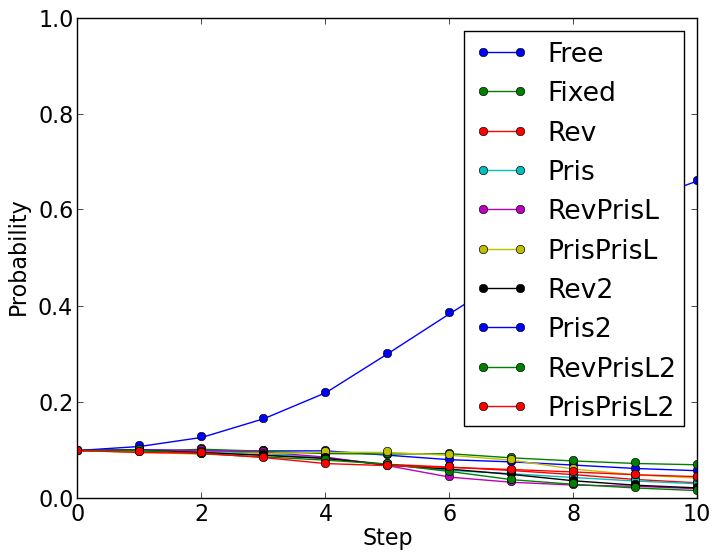 1.0
0.8
0.6
0.4
0.2
0.0
Probability
0
2
4
6
8
10
Step
Free
Fixed
Rev
Pris
RevPrisL
PrisPrisL
Rev2
Pris2
RevPrisL2
PrisPrisL2